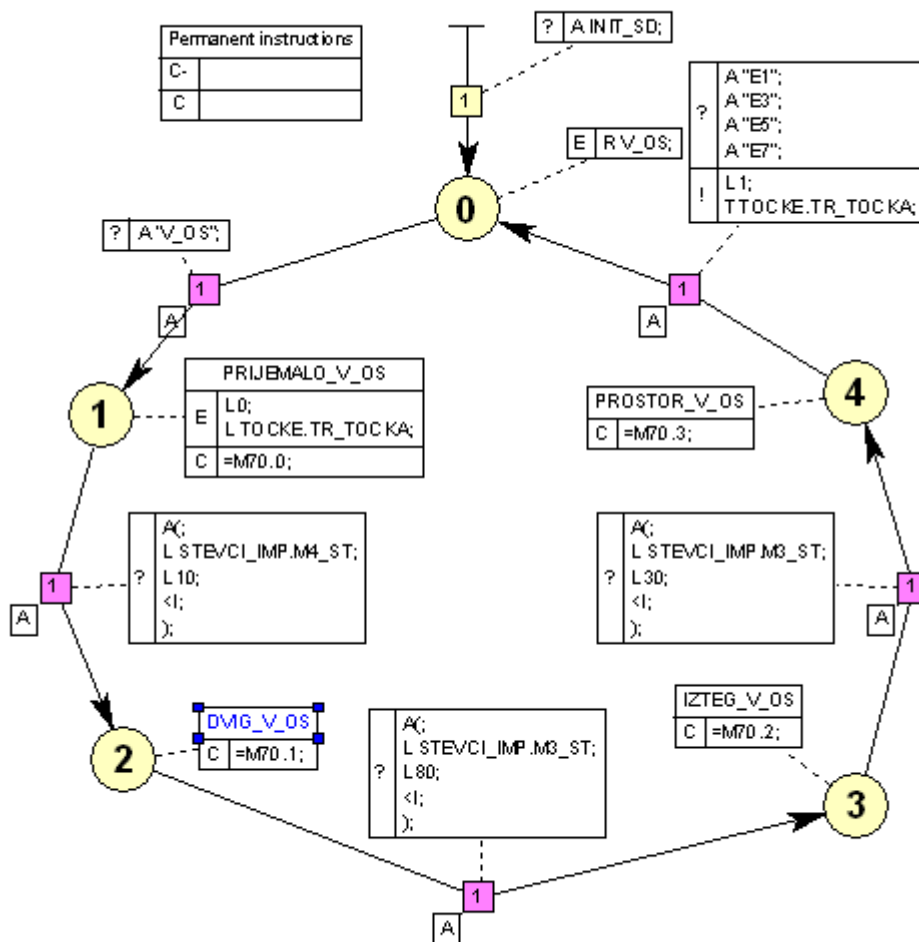 Permanent instructions
C-
C
? A INIT_SD;
1
E R V_OS;
0
? A "E1";
A "E3";
A "E5";
A "E7";
! L 1;
T TOCKE.TR_TOCKA;
? A "V_OS";
1
A
1
A
1
PRIJEMALO_V_OS
E L 0;
L TOCKE.TR_TOCKA;
C =M70.0;
4
PROSTOR_V_OS
C =M70.3;
1
A
? A(;
L STEVCI_IMP.M4_ST;
L 10;
<I;
);
? A(;
L STEVCI_IMP.M3_ST;
L 30;
<I;
);
1
A
2
DVIG_V_OS
C =M70.1;
? A(;
L STEVCI_IMP.M3_ST;
L 80;
<I;
);
IZTEG_V_OS
C =M70.2;
3
1
A